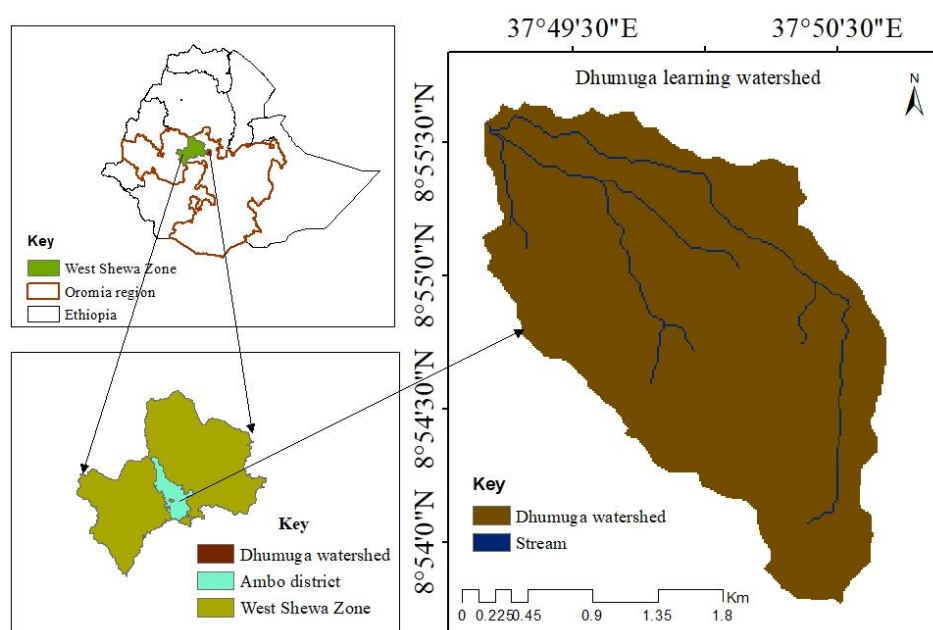 Key
West Shewa Zone
Oromia region
Ethiopia
Key
Dhumuga watershed
Ambo district
West Shewa Zone
37°49'30"E 37°50'30"E
Dhumuga learning watershed
N
8°55'30"N
8°55'0"N
8°54'30"N
8°54'0"N
Key
Dhumuga watershed
Stream
Km
0 0.225 0.45 0.9 1.35 1.8